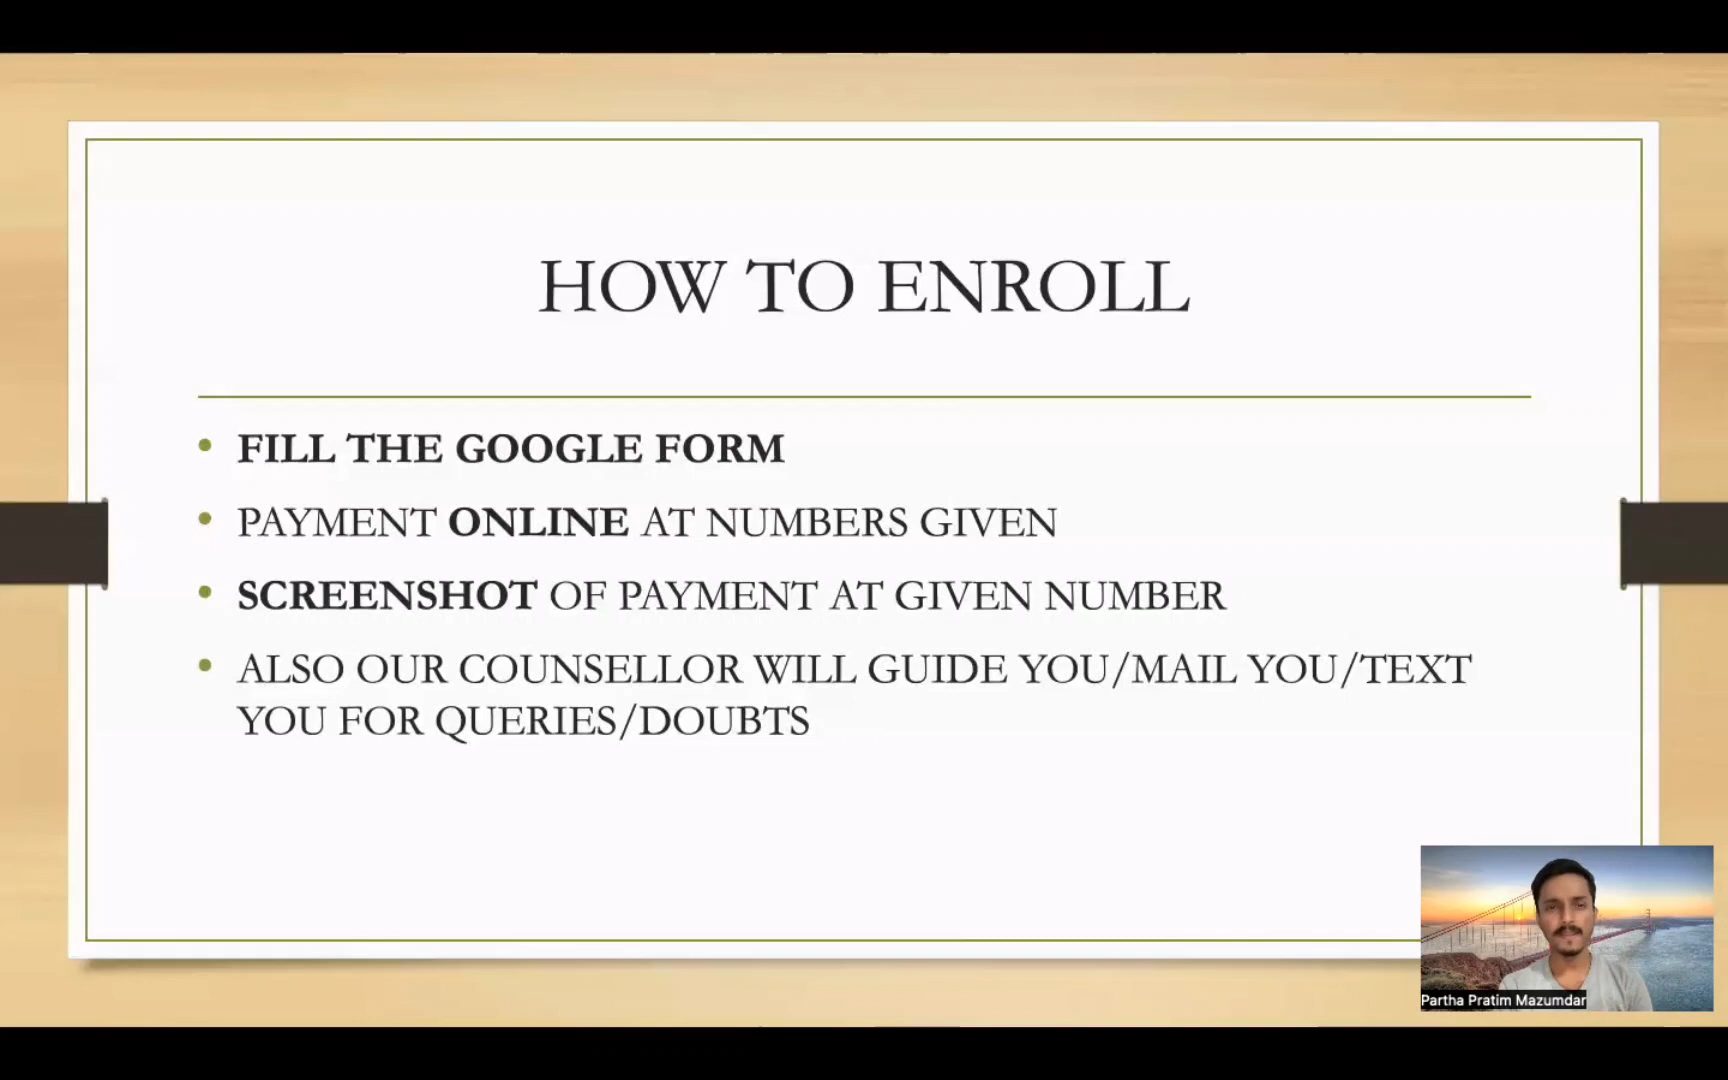 HOW TO ENROLL
• FILL THE GOOGLE FORM
• PAYMENT ONLINE AT NUMBERS GIVEN
• SCREENSHOT OF PAYMENT AT GIVEN NUMBER
• ALSO OUR COUNSELLOR WILL GUIDE YOU/MAIL YOU/TEXT
YOU FOR QUERIES/DOUBTS
Partha Pratim Mazumdar